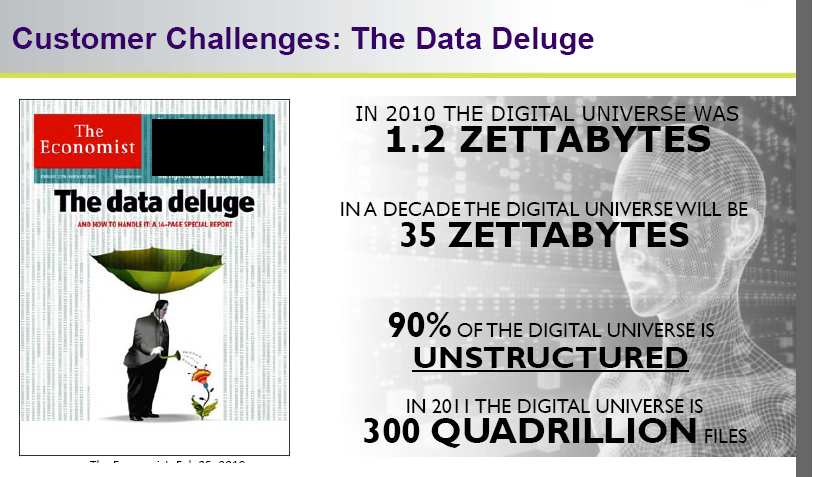 Customer Challenges: The Data Deluge
The
Economist
The data deluge
AND HOW TO HANDLE IT: A 14-PAGE SPECIAL REPORT
IN 2010 THE DIGITAL UNIVERSE WAS
1.2 ZETTABYTES
IN A DECADE THE DIGITAL UNIVERSE WILL BE
35 ZETTABYTES
90% OF THE DIGITAL UNIVERSE IS
UNSTRUCTURED
IN 2011 THE DIGITAL UNIVERSE IS
300 QUADRILLION FILES